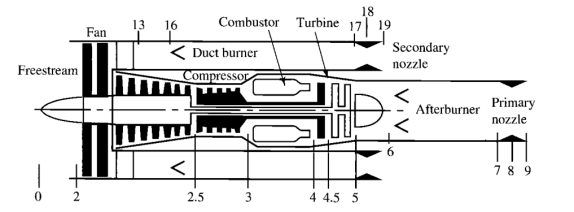 18
13 16 17 19
Fan
Combustor Turbine
Duct burner
Secondary
nozzle
Freestream
Compressor
Afterburner
Primary
nozzle
6
7 8 9
0 2 2.5 3 4 4.5 5